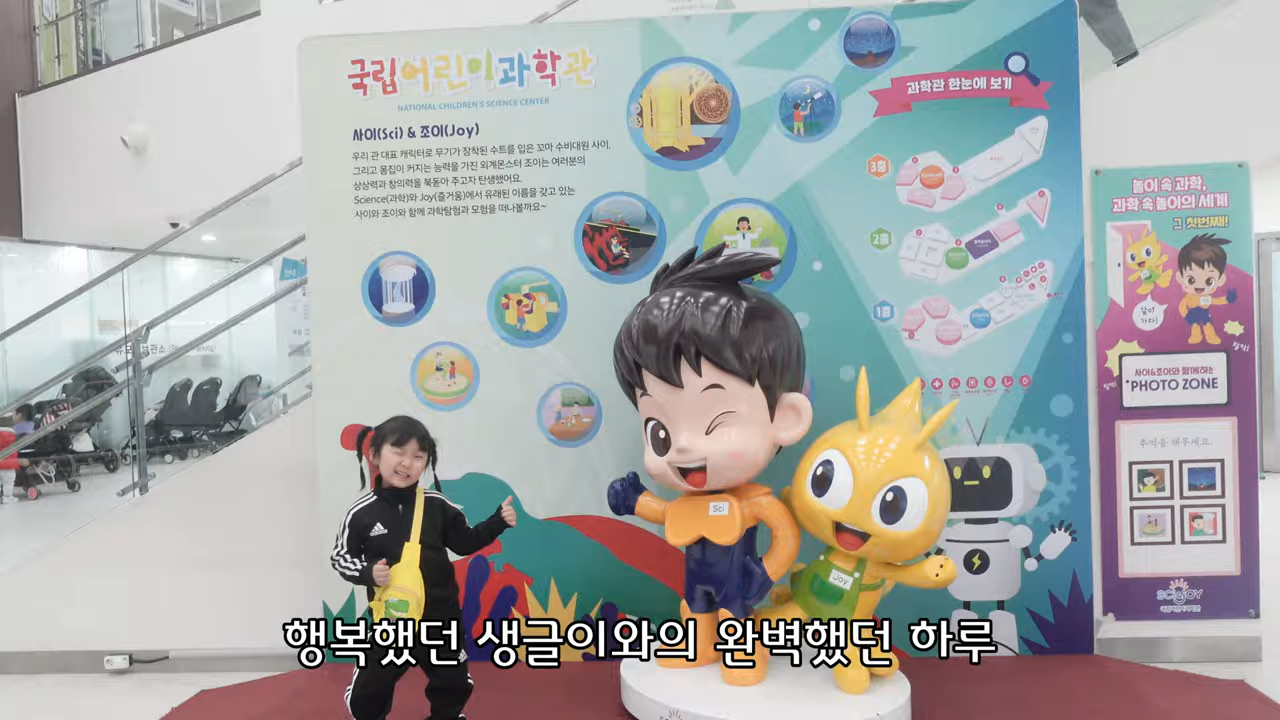 국립어린이과학관
NATIONAL CHILDREN'S SCIENCE CENTER
사이(Sci) & 조이(Joy)
우리 관 대표 캐릭터로 무기가 장착된 수트를 입은 꼬마 수비대원 사이,
그리고 몸집이 커지는 능력을 가진 외계몬스터 조이는 여러분의
상상력과 창의력을 북돋아 주고자 탄생했어요.
Science(과학)와 Joy(즐거움)에서 유래된 이름을 갖고 있는
사이와 조이와 함께 과학탐험과 모험을 떠나볼까요~
과학관 한눈에 보기
3층
2층
1층
놀이 속 과학,
과학 속 놀이의 세계
그 첫번째!
같이
가자!
사이&조이와 함께하는
PHOTO ZONE
추억을 채우세요.
SCIJOY
Sci
Joy
행복했던 생글이와의 완벽했던 하루